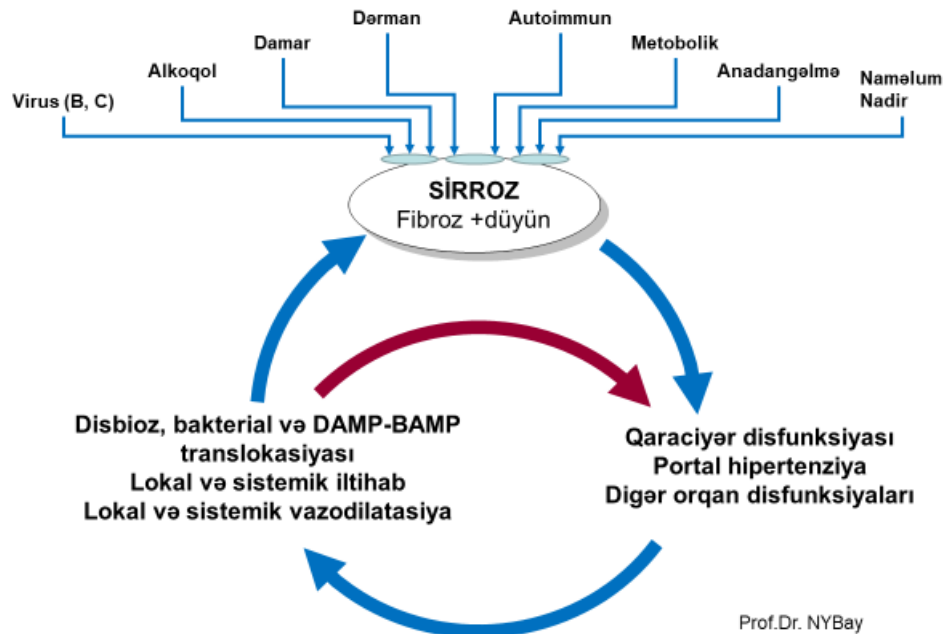 Dərman
Autoimmun
Damar
Metobolik
Alkoqol
Anadangəlmə
Virus (B, C)
Naməlum
Nadir
SİRROZ
Fibroz +düyün
Disbioz, bakterial və DAMP-BAMP
translokasiyası
Lokal və sistemik iltihab
Lokal və sistemik vazodilatasiya
Qaraciyər disfunksiyası
Portal hipertenziya
Digər orqan disfunksiyaları
Prof.Dr. NYBay